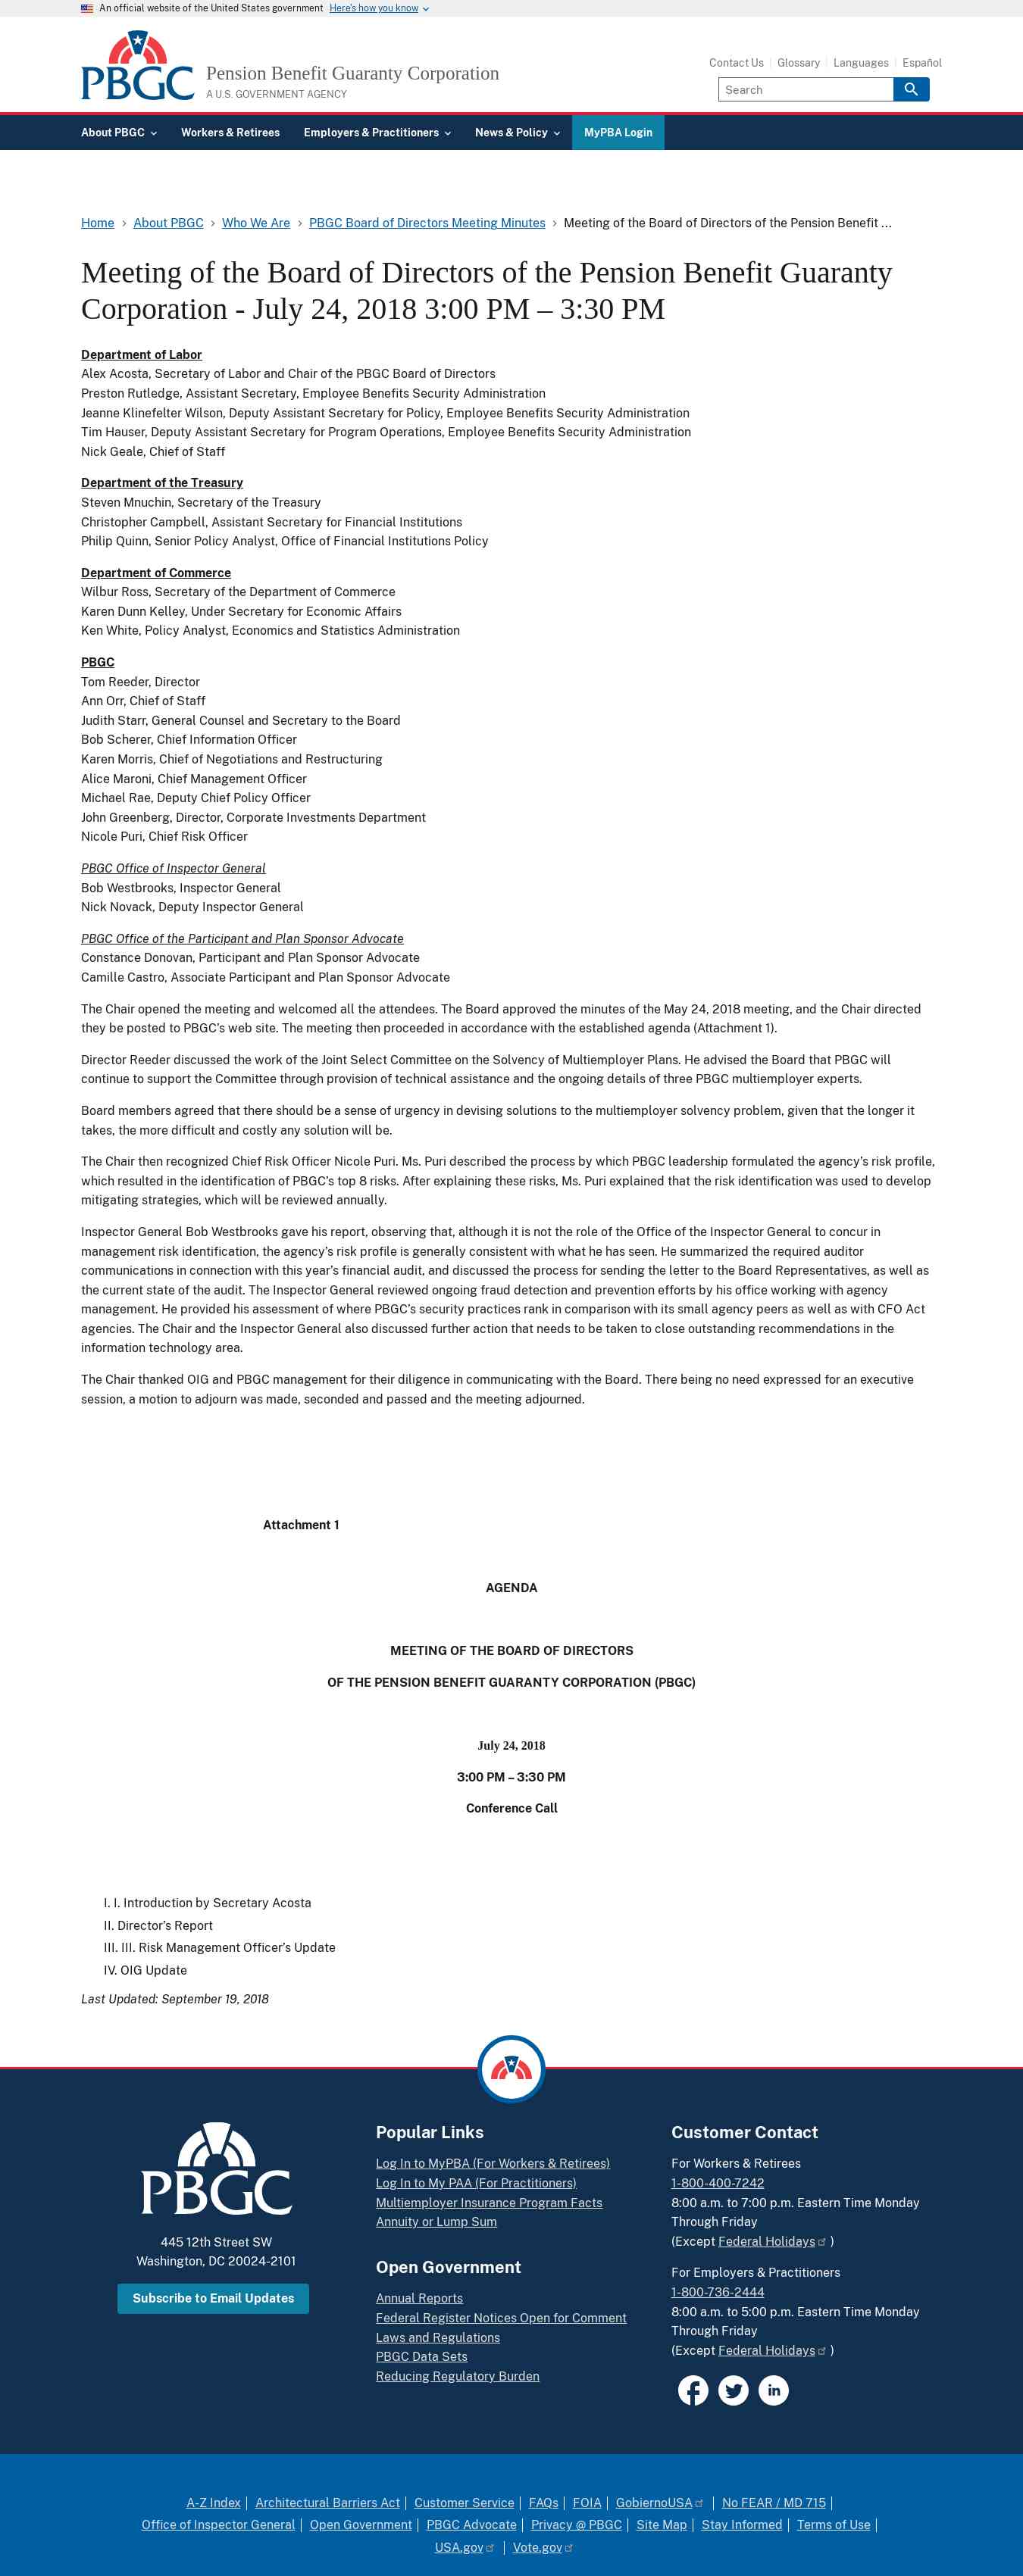 An official website of the United States government Here's how you know
PBGC
Pension Benefit Guaranty Corporation
A U.S. GOVERNMENT AGENCY
Contact Us
Glossary
Languages
Español
Search
About PBGC
Workers & Retirees
Employers & Practitioners
News & Policy
MyPBA Login
Home > About PBGC > Who We Are > PBGC Board of Directors Meeting Minutes > Meeting of the Board of Directors of the Pension Benefit ...
Meeting of the Board of Directors of the Pension Benefit Guaranty
Corporation - July 24, 2018 3:00 PM – 3:30 PM
Department of Labor
Alex Acosta, Secretary of Labor and Chair of the PBGC Board of Directors
Preston Rutledge, Assistant Secretary, Employee Benefits Security Administration
Jeanne Klinefelter Wilson, Deputy Assistant Secretary for Policy, Employee Benefits Security Administration
Tim Hauser, Deputy Assistant Secretary for Program Operations, Employee Benefits Security Administration
Nick Geale, Chief of Staff
Department of the Treasury
Steven Mnuchin, Secretary of the Treasury
Christopher Campbell, Assistant Secretary for Financial Institutions
Philip Quinn, Senior Policy Analyst, Office of Financial Institutions Policy
Department of Commerce
Wilbur Ross, Secretary of the Department of Commerce
Karen Dunn Kelley, Under Secretary for Economic Affairs
Ken White, Policy Analyst, Economics and Statistics Administration
PBGC
Tom Reeder, Director
Ann Orr, Chief of Staff
Judith Starr, General Counsel and Secretary to the Board
Bob Scherer, Chief Information Officer
Karen Morris, Chief of Negotiations and Restructuring
Alice Maroni, Chief Management Officer
Michael Rae, Deputy Chief Policy Officer
John Greenberg, Director, Corporate Investments Department
Nicole Puri, Chief Risk Officer
PBGC Office of Inspector General
Bob Westbrooks, Inspector General
Nick Novack, Deputy Inspector General
PBGC Office of the Participant and Plan Sponsor Advocate
Constance Donovan, Participant and Plan Sponsor Advocate
Camille Castro, Associate Participant and Plan Sponsor Advocate
The Chair opened the meeting and welcomed all the attendees. The Board approved the minutes of the May 24, 2018 meeting, and the Chair directed
they be posted to PBGC's web site. The meeting then proceeded in accordance with the established agenda (Attachment 1).
Director Reeder discussed the work of the Joint Select Committee on the Solvency of Multiemployer Plans. He advised the Board that PBGC will
continue to support the Committee through provision of technical assistance and the ongoing details of three PBGC multiemployer experts.
Board members agreed that there should be a sense of urgency in devising solutions to the multiemployer solvency problem, given that the longer it
takes, the more difficult and costly any solution will be.
The Chair then recognized Chief Risk Officer Nicole Puri. Ms. Puri described the process by which PBGC leadership formulated the agency's risk profile,
which resulted in the identification of PBGC's top 8 risks. After explaining these risks, Ms. Puri explained that the risk identification was used to develop
mitigating strategies, which will be reviewed annually.
Inspector General Bob Westbrooks gave his report, observing that, although it is not the role of the Office of the Inspector General to concur in
management risk identification, the agency's risk profile is generally consistent with what he has seen. He summarized the required auditor
communications in connection with this year's financial audit, and discussed the process for sending the letter to the Board Representatives, as well as
the current state of the audit. The Inspector General reviewed ongoing fraud detection and prevention efforts by his office working with agency
management. He provided his assessment of where PBGC's security practices rank in comparison with its small agency peers as well as with CFO Act
agencies. The Chair and the Inspector General also discussed further action that needs to be taken to close outstanding recommendations in the
information technology area.
The Chair thanked OIG and PBGC management for their diligence in communicating with the Board. There being no need expressed for an executive
session, a motion to adjourn was made, seconded and passed and the meeting adjourned.
Attachment 1
AGENDA
MEETING OF THE BOARD OF DIRECTORS
OF THE PENSION BENEFIT GUARANTY CORPORATION (PBGC)
July 24, 2018
3:00 PM – 3:30 PM
Conference Call
I. I. Introduction by Secretary Acosta
II. Director's Report
III. III. Risk Management Officer's Update
IV. OIG Update
Last Updated: September 19, 2018
PBGC
445 12th Street SW
Washington, DC 20024-2101
Subscribe to Email Updates
Popular Links
Log In to MyPBA (For Workers & Retirees)
Log In to My PAA (For Practitioners)
Multiemployer Insurance Program Facts
Annuity or Lump Sum
Open Government
Annual Reports
Federal Register Notices Open for Comment
Laws and Regulations
PBGC Data Sets
Reducing Regulatory Burden
Customer Contact
For Workers & Retirees
1-800-400-7242
8:00 a.m. to 7:00 p.m. Eastern Time Monday
Through Friday
(Except Federal Holidays )
For Employers & Practitioners
1-800-736-2444
8:00 a.m. to 5:00 p.m. Eastern Time Monday
Through Friday
(Except Federal Holidays )
in
A-Z Index | Architectural Barriers Act | Customer Service | FAQs | FOIA | GobiernoUSA | No FEAR / MD 715 |
Office of Inspector General | Open Government | PBGC Advocate | Privacy @ PBGC | Site Map | Stay Informed | Terms of Use |
USA.gov | Vote.gov